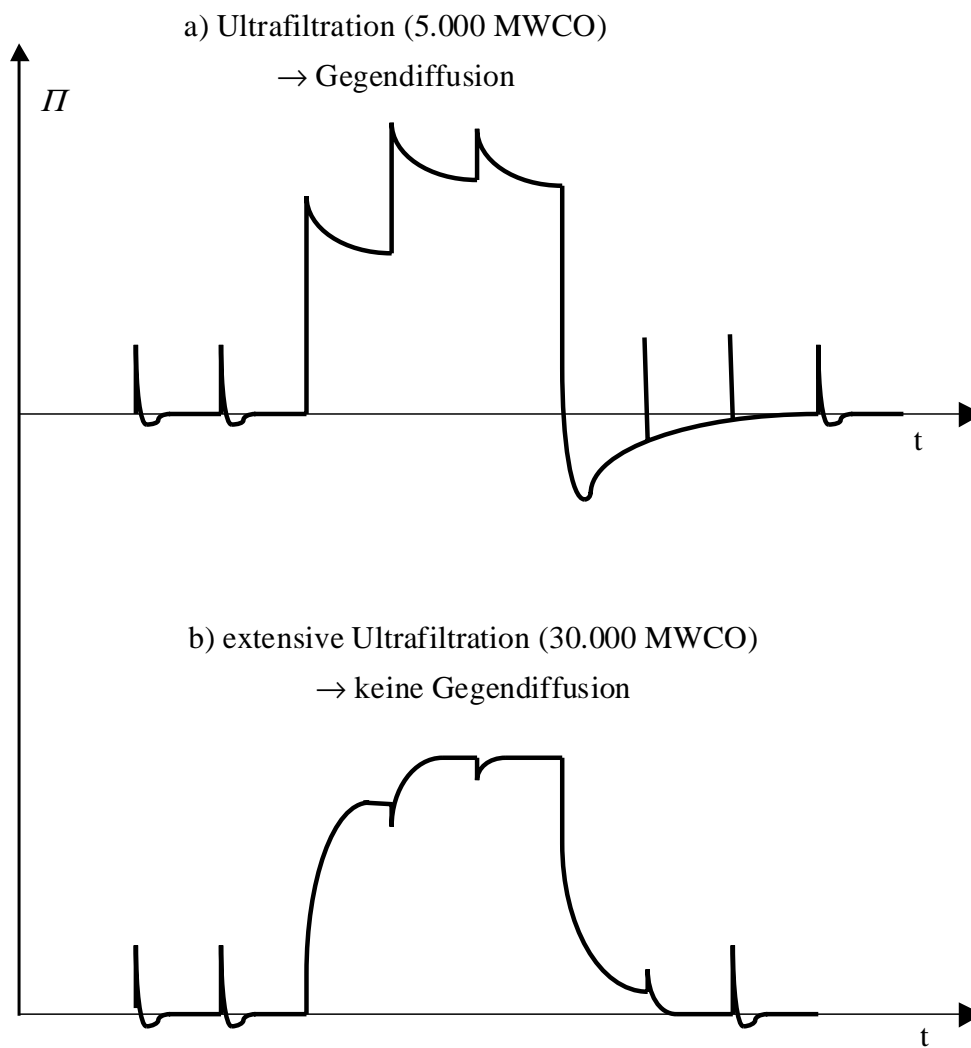 a) Ultrafiltration (5.000 MWCO)
→ Gegendiffusion
Π
t
b) extensive Ultrafiltration (30.000 MWCO)
→ keine Gegendiffusion
t